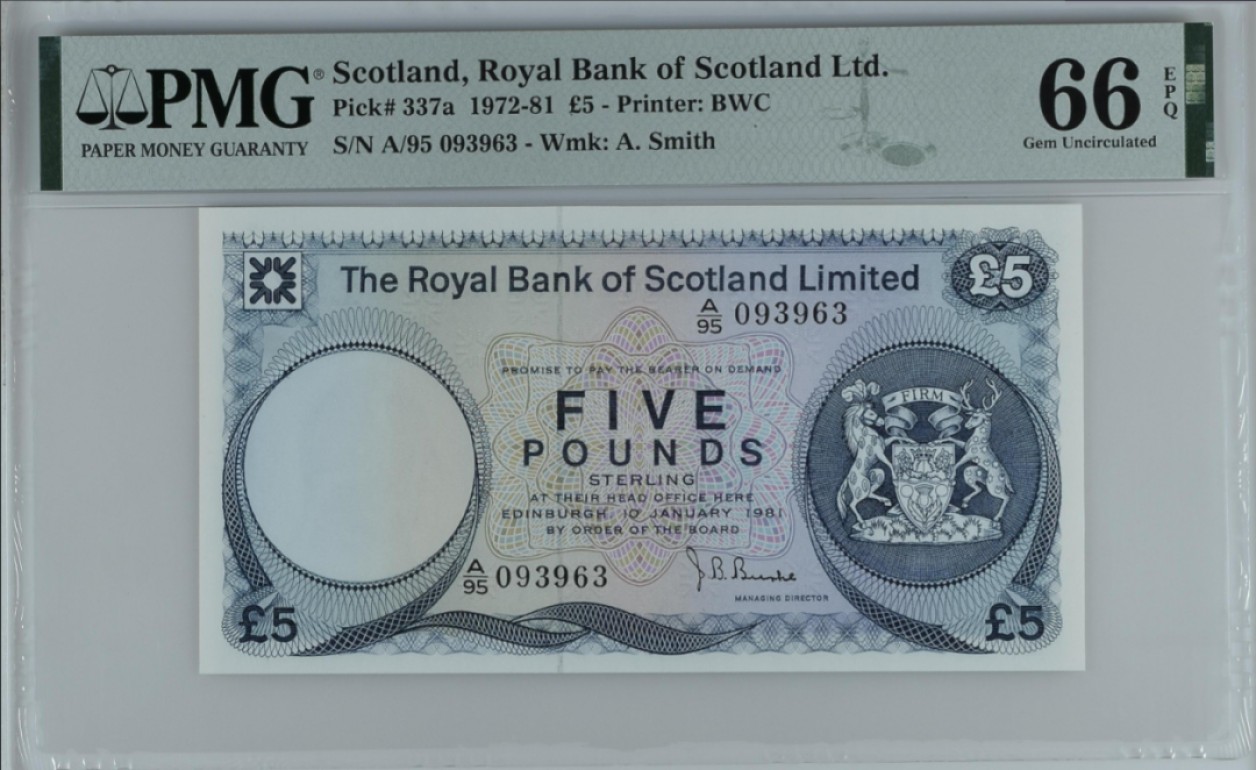 PMG®
PAPER MONEY GUARANTY
Scotland, Royal Bank of Scotland Ltd.
Pick# 337a 1972-81 £5 - Printer: BWC
S/N A/95 093963 - Wmk: A. Smith
66
EPQ
Gem Uncirculated
The Royal Bank of Scotland Limited
£5
A/95 093963
PROMISE TO PAY THE BEARER ON DEMAND
FIVE
POUNDS
STERLING
AT THEIR HEAD OFFICE HERE
EDINBURGH 10 JANUARY 1981
BY ORDER OF THE BOARD
FIRM
A/95 093963
J.B. Burke
MANAGING DIRECTOR
£5
£5